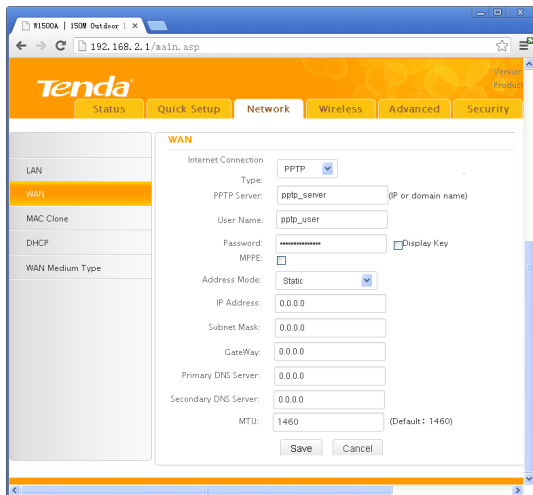 W1500A | 150M Outdoor
192.168.2.1/main.asp
Tenda
Version
Product
Status Quick Setup Network Wireless Advanced Security
LAN
WAN
MAC Clone
DHCP
WAN Medium Type
WAN
Internet Connection
Type:
PPTP
PPTP Server: pptp_server (IP or domain name)
User Name: pptp_user
Password: •••••••••••••• Display Key
MPPE:
Address Mode: Static
IP Address: 0.0.0.0
Subnet Mask: 0.0.0.0
GateWay: 0.0.0.0
Primary DNS Server: 0.0.0.0
Secondary DNS Server: 0.0.0.0
MTU: 1460 (Default: 1460)
Save Cancel